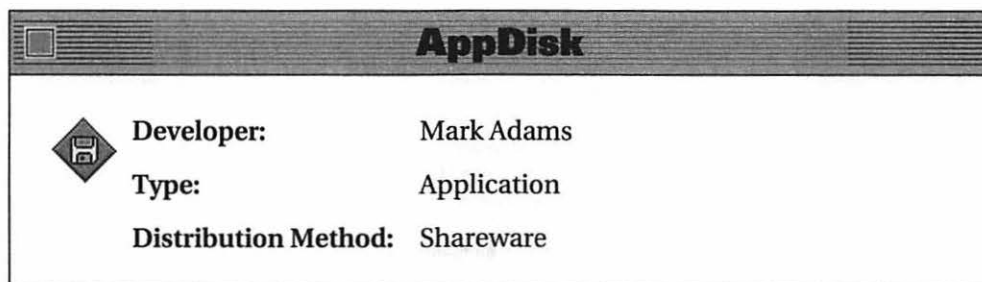 AppDisk
Developer: Mark Adams
Type: Application
Distribution Method: Shareware